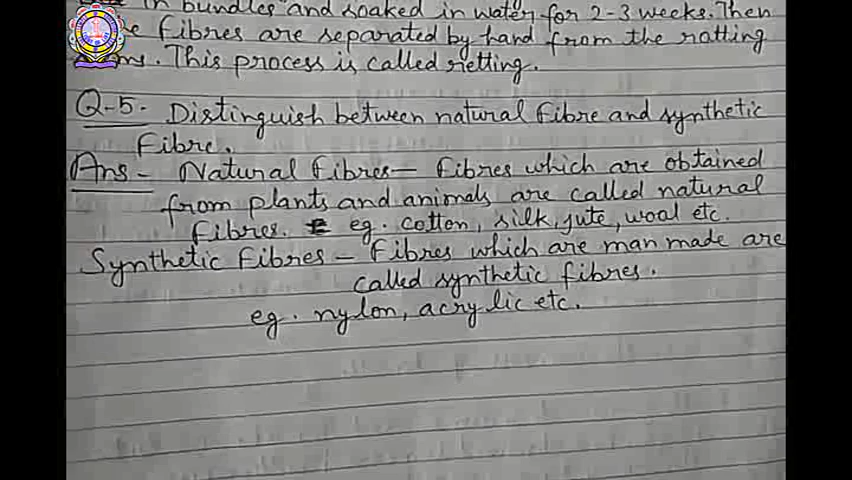 in bundles and soaked in water for 2-3 weeks. Then
fibres are separated by hand from the rotting
. This process is called retting.
Q-5- Distinguish between natural fibre and synthetic
Fibre.
Ans - Natural fibres - fibres which are obtained
from plants and animals are called natural
fibres. eg. cotton, silk, jute, wool etc.
Synthetic fibres - fibres which are man made are
called synthetic fibres.
eg. nylon, acrylic etc.